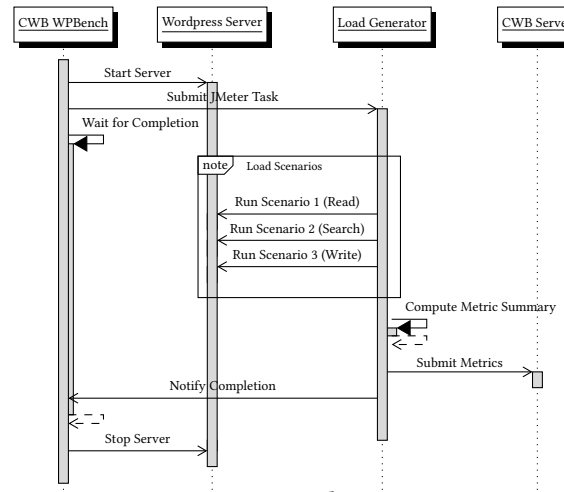 CWB WPBench
Wordpress Server
Load Generator
CWB Serve
Start Server
Submit JMeter Task
Wait for Completion
note
Load Scenarios
Run Scenario 1 (Read)
Run Scenario 2 (Search)
Run Scenario 3 (Write)
Compute Metric Summary
Submit Metrics
Notify Completion
Stop Server